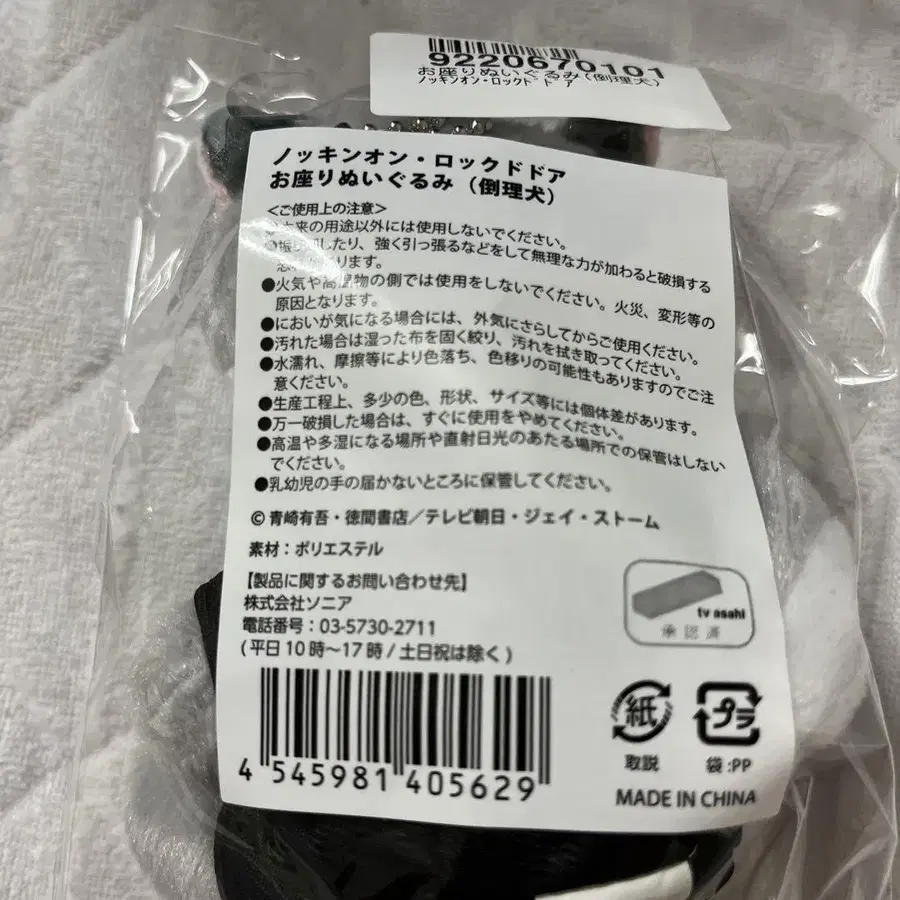 9220670101
お座りぬいぐるみ(倒理犬)
ノッキンオン・ロックドドア
ノッキンオン・ロックドドア
お座りぬいぐるみ(倒理犬)
<ご使用上の注意>
本来の用途以外には使用しないでください。
したり、強く引っ張るなどをして無理な力が加わると破損する
あります。
●火気や高温物の側では使用をしないでください。火災、変形等の
原因となります。
●においが気になる場合には、外気にさらしてからご使用ください。
●汚れた場合は湿った布を固く絞り、汚れを拭き取ってください。
●水濡れ、摩擦等により色落ち、色移りの可能性もありますのでご注
意ください。
●生産工程上、多少の色、形状、サイズ等には個体差があります。
●万一破損した場合は、すぐに使用をやめてください。
●高温や多湿になる場所や直射日光のあたる場所での保管はしない
でください。
●乳幼児の手の届かないところに保管してください。
© 青崎有吾・徳間書店/テレビ朝日・ジェイ・ストーム
素材:ポリエステル
【製品に関するお問い合わせ先】
株式会社ソニア
電話番号:03-5730-2711
(平日10時〜17時/土日祝は除く)
tv asahi
承認済
4 545981 405629
紙
取説
プラ
袋:PP
MADE IN CHINA